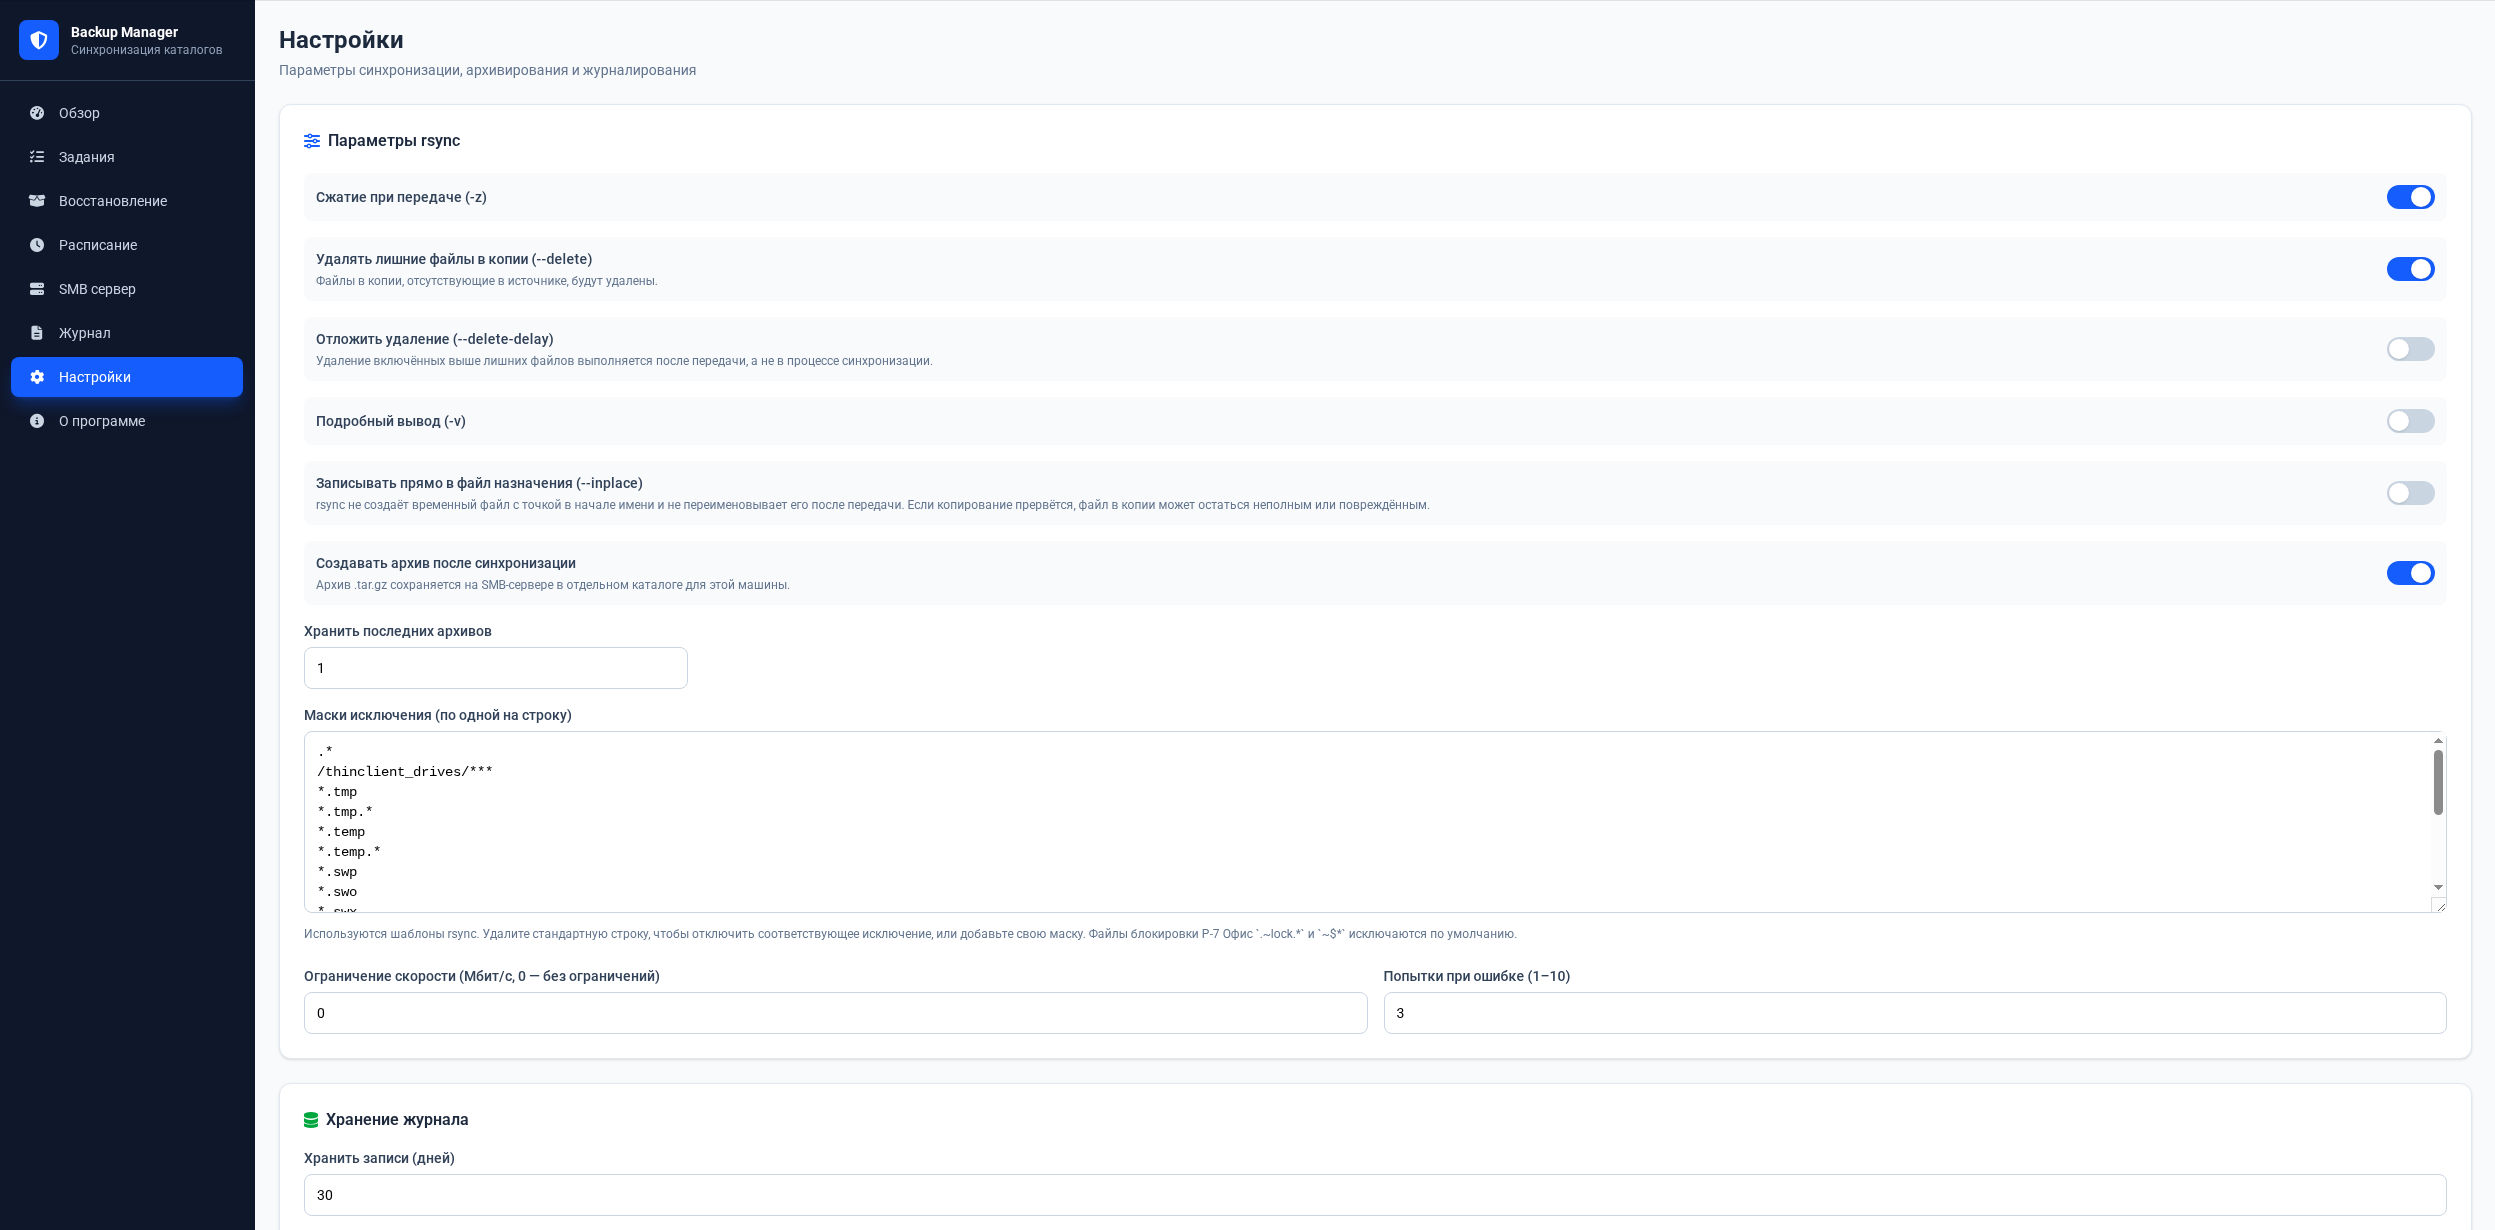 Backup Manager
Синхронизация каталогов
Обзор
Задания
Восстановление
Расписание
SMB сервер
Журнал
Настройки
О программе
Настройки
Параметры синхронизации, архивирования и журналирования
Параметры rsync
Сжатие при передаче (-z)
Удалять лишние файлы в копии (--delete)
Файлы в копии, отсутствующие в источнике, будут удалены.
Отложить удаление (--delete-delay)
Удаление включённых выше лишних файлов выполняется после передачи, а не в процессе синхронизации.
Подробный вывод (-v)
Записывать прямо в файл назначения (--inplace)
rsync не создаёт временный файл с точкой в начале имени и не переименовывает его после передачи. Если копирование прервётся, файл в копии может остаться неполным или повреждённым.
Создавать архив после синхронизации
Архив .tar.gz сохраняется на SMB-сервере в отдельном каталоге для этой машины.
Хранить последних архивов
1
Маски исключения (по одной на строку)
.*
/thinclient_drives/***
*.tmp
*.tmp.*
*.temp
*.temp.*
*.swp
*.swo
*.swx
Используются шаблоны rsync. Удалите стандартную строку, чтобы отключить соответствующее исключение, или добавьте свою маску. Файлы блокировки Р-7 Офис `.~lock.*` и `~$*` исключаются по умолчанию.
Ограничение скорости (Мбит/с, 0 — без ограничений)
Попытки при ошибке (1–10)
0
3
Хранение журнала
Хранить записи (дней)
30